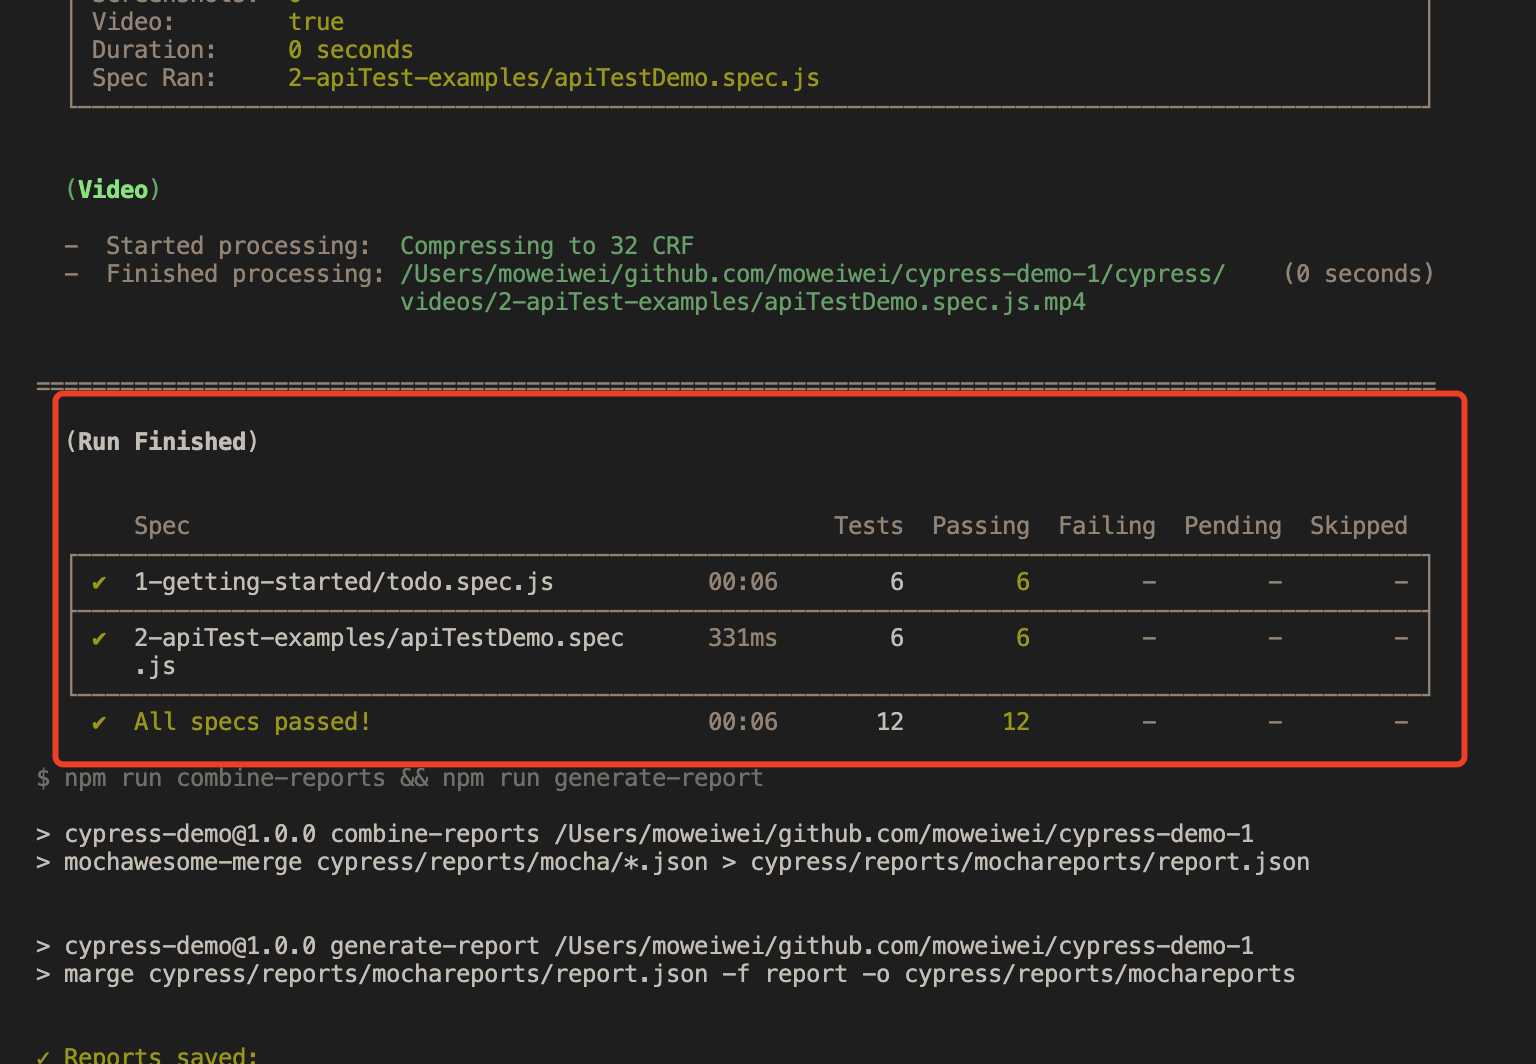 Screenshots: 0
Video: true
Duration: 0 seconds
Spec Ran: 2-apiTest-examples/apiTestDemo.spec.js
(Video)
- Started processing: Compressing to 32 CRF
- Finished processing: /Users/moweiwei/github.com/moweiwei/cypress-demo-1/cypress/ (0 seconds)
videos/2-apiTest-examples/apiTestDemo.spec.js.mp4
(Run Finished)
Spec Tests Passing Failing Pending Skipped
✔ 1-getting-started/todo.spec.js 00:06 6 6 - - -
✔ 2-apiTest-examples/apiTestDemo.spec 331ms 6 6 - - -
.js
✔ All specs passed! 00:06 12 12 - - -
$ npm run combine-reports && npm run generate-report
> cypress-demo@1.0.0 combine-reports /Users/moweiwei/github.com/moweiwei/cypress-demo-1
> mochawesome-merge cypress/reports/mocha/*.json > cypress/reports/mochareports/report.json
> cypress-demo@1.0.0 generate-report /Users/moweiwei/github.com/moweiwei/cypress-demo-1
> marge cypress/reports/mochareports/report.json -f report -o cypress/reports/mochareports
✓ Reports saved: